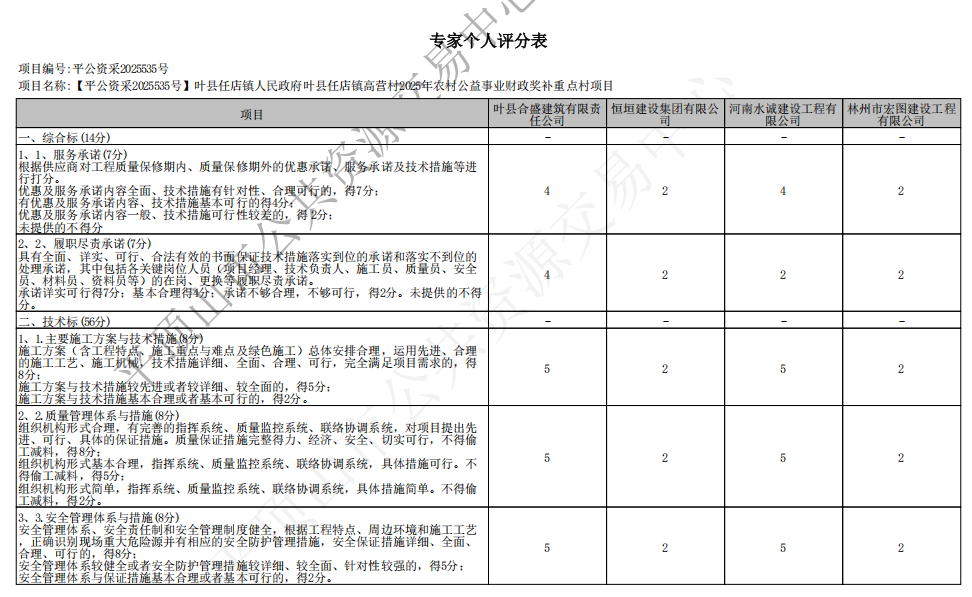 专家个人评分表
项目编号:平公资采2025535号
项目名称:【平公资采2025535号】叶县任店镇人民政府叶县任店镇高营村2025年农村公益事业财政奖补重点村项目
项目 叶县合盛建筑有限责任公司 恒垣建设集团有限公司 河南水诚建设工程有限公司 林州市宏图建设工程有限公司
一、综合标(14分) - - - -
1、1、服务承诺(7分)
根据供应商对工程质量保修期内、质量保修期外的优惠承诺、服务承诺及技术措施等进
行打分。
优惠及服务承诺内容全面、技术措施有针对性、合理可行的，得7分;
有优惠及服务承诺内容、技术措施基本可行的得4分;
优惠及服务承诺内容一般、技术措施可行性较差的，得 2分;
未提供的不得分
4 2 4 2
2、2、履职尽责承诺(7分)
具有全面、详实、可行、合法有效的书面保证技术措施落实到位的承诺和落实不到位的
处理承诺，其中包括各关键岗位人员（项目经理、技术负责人、施工员、质量员、安全
员、材料员、资料员等）的在岗、更换等履职尽责承诺。
承诺详实可行得7分；基本合理得4分；承诺不够合理，不够可行，得2分。未提供的不得
分。
4 2 2 2
二、技术标(56分) - - - -
1、1.主要施工方案与技术措施(8分)
施工方案（含工程特点、施工重点与难点及绿色施工）总体安排合理，运用先进、合理
的施工工艺、施工机械，技术措施详细、全面、合理、可行，完全满足项目需求的，得
8分;
施工方案与技术措施较先进或者较详细、较全面的，得5分;
施工方案与技术措施基本合理或者基本可行的，得2分。
5 2 5 2
2、2.质量管理体系与措施(8分)
组织机构形式合理，有完善的指挥系统、质量监控系统、联络协调系统，对项目提出先
进、可行、具体的保证措施。质量保证措施完整得力、经济、安全、切实可行，不得偷
工减料，得8分;
组织机构形式基本合理，指挥系统、质量监控系统、联络协调系统，具体措施可行。不
得偷工减料，得5分;
组织机构形式简单，指挥系统、质量监控系统、联络协调系统，具体措施简单。不得偷
工减料，得2分。
5 2 5 2
3、3.安全管理体系与措施(8分)
安全管理体系、安全责任制和安全管理制度健全，根据工程特点、周边环境和施工工艺
，正确识别现场重大危险源并有相应的安全防护管理措施，安全保证措施详细、全面、
合理、可行的，得8分;
安全管理体系较健全或者安全防护管理措施较详细、较全面、针对性较强的，得5分;
安全管理体系与保证措施基本合理或者基本可行的，得2分。
5 2 5 2
平顶山市公共资源交易中心
平顶山市公共资源交易中心